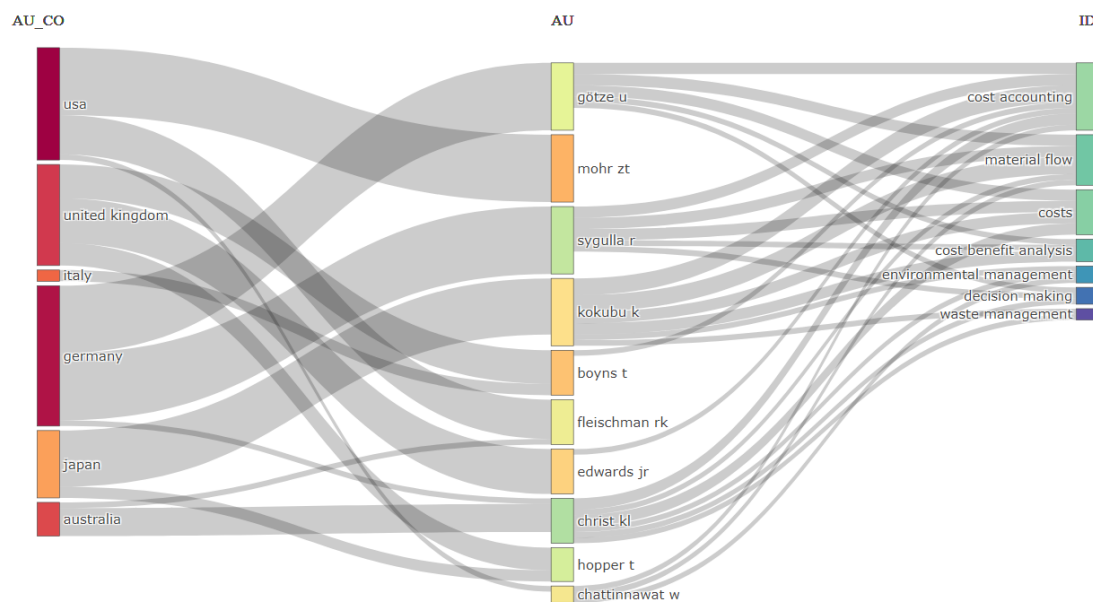 AU_CO
AU
ID
usa
united kingdom
italy
germany
japan
australia
götze u
mohr zt
sygulla r
kokubu k
boyns t
fleischman rk
edwards jr
christ kl
hopper t
chattinnawat w
cost accounting
material flow
costs
cost benefit analysis
environmental management
decision making
waste management